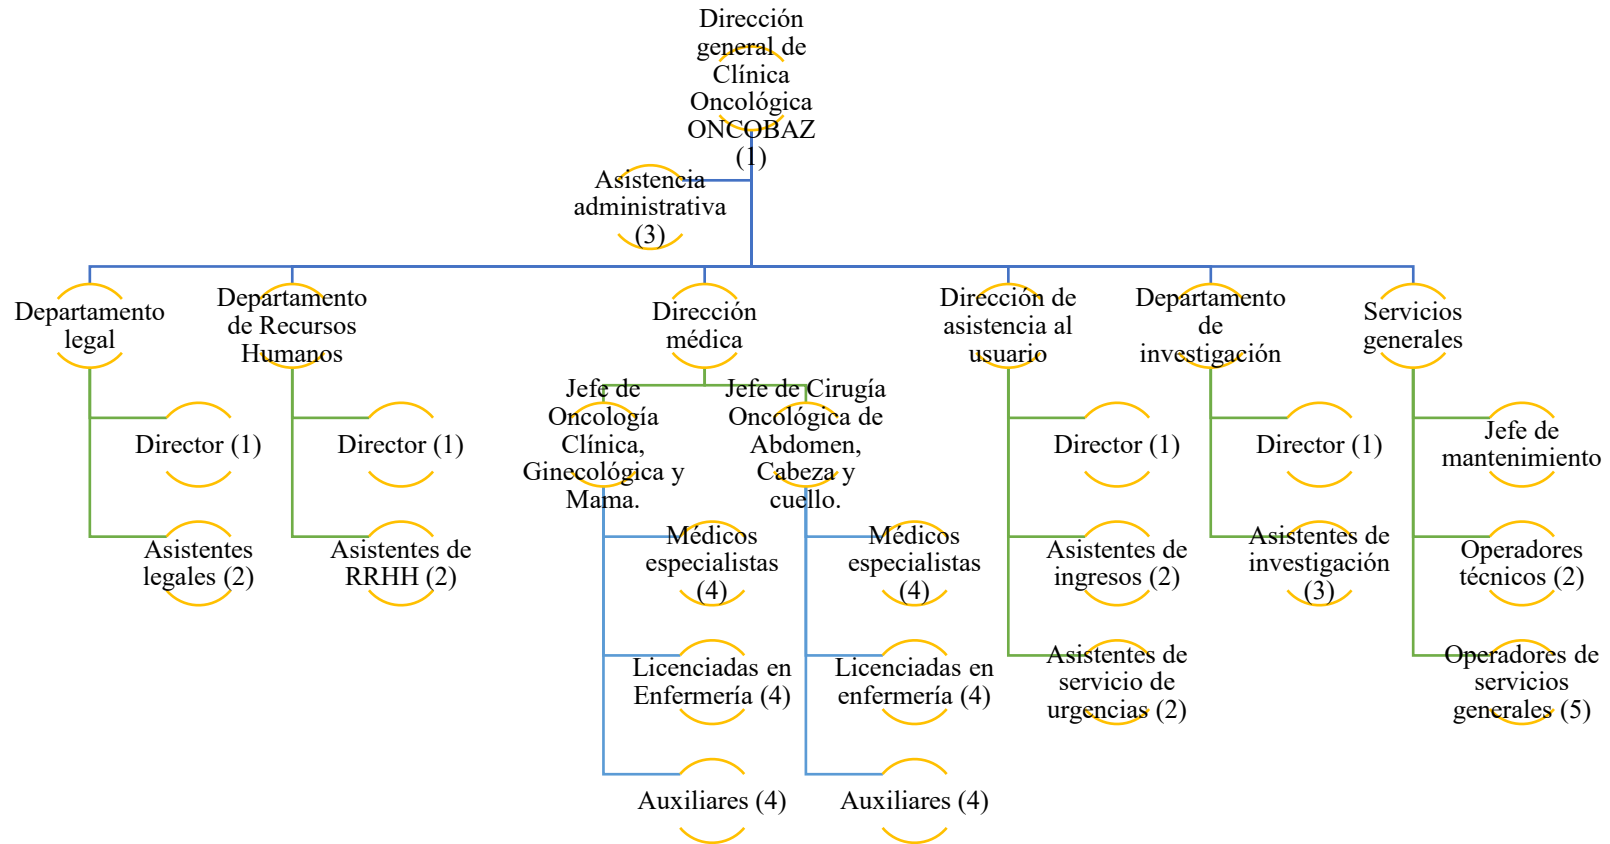 Dirección
general de
Clínica
Oncológica
ONCOBAZ
(1)
Asistencia
administrativa
(3)
Departamento
legal
Director (1)
Asistentes
legales (2)
Departamento
de Recursos
Humanos
Director (1)
Asistentes de
RRHH (2)
Dirección
médica
Jefe de
Oncología
Clínica,
Ginecológica y
Mama.
Médicos
especialistas
(4)
Licenciadas en
Enfermería (4)
Auxiliares (4)
Jefe de Cirugía
Oncológica de
Abdomen,
Cabeza y
cuello.
Médicos
especialistas
(4)
Licenciadas en
enfermería (4)
Auxiliares (4)
Dirección de
asistencia al
usuario
Director (1)
Asistentes de
ingresos (2)
Asistentes de
servicio de
urgencias (2)
Departamento
de
investigación
Director (1)
Asistentes de
investigación
(3)
Servicios
generales
Jefe de
mantenimiento
Operadores
técnicos (2)
Operadores de
servicios
generales (5)